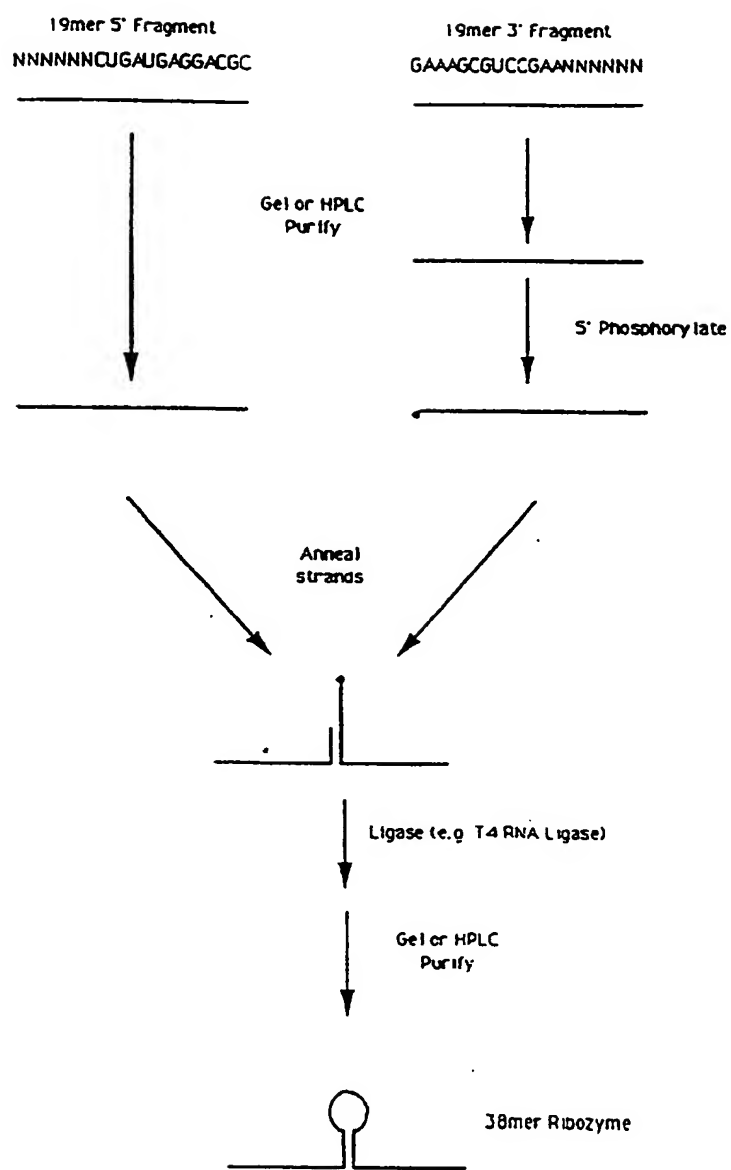 19mer 5' Fragment
NNNNNNCUGAUGAGGACGC
19mer 3' Fragment
GAAAGCGUCCGAANNNNNN
Gel or HPLC
Purify
5' Phosphorylate
Anneal
strands
Ligase (e.g T4 RNA Ligase)
Gel or HPLC
Purify
38mer Ribozyme